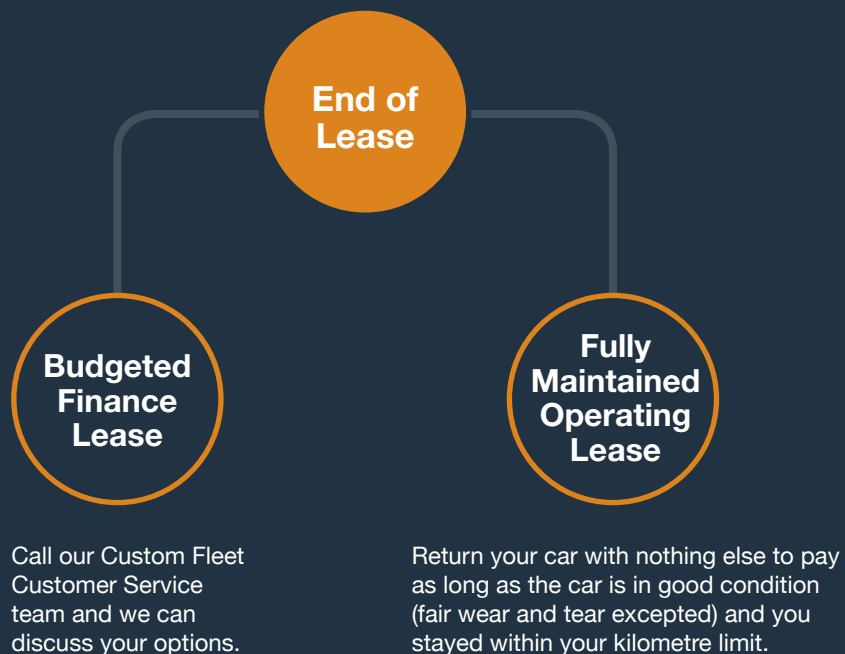 End of
Lease
Budgeted
Finance
Lease
Fully
Maintained
Operating
Lease
Call our Custom Fleet
Customer Service
team and we can
discuss your options.
Return your car with nothing else to pay
as long as the car is in good condition
(fair wear and tear excepted) and you
stayed within your kilometre limit.